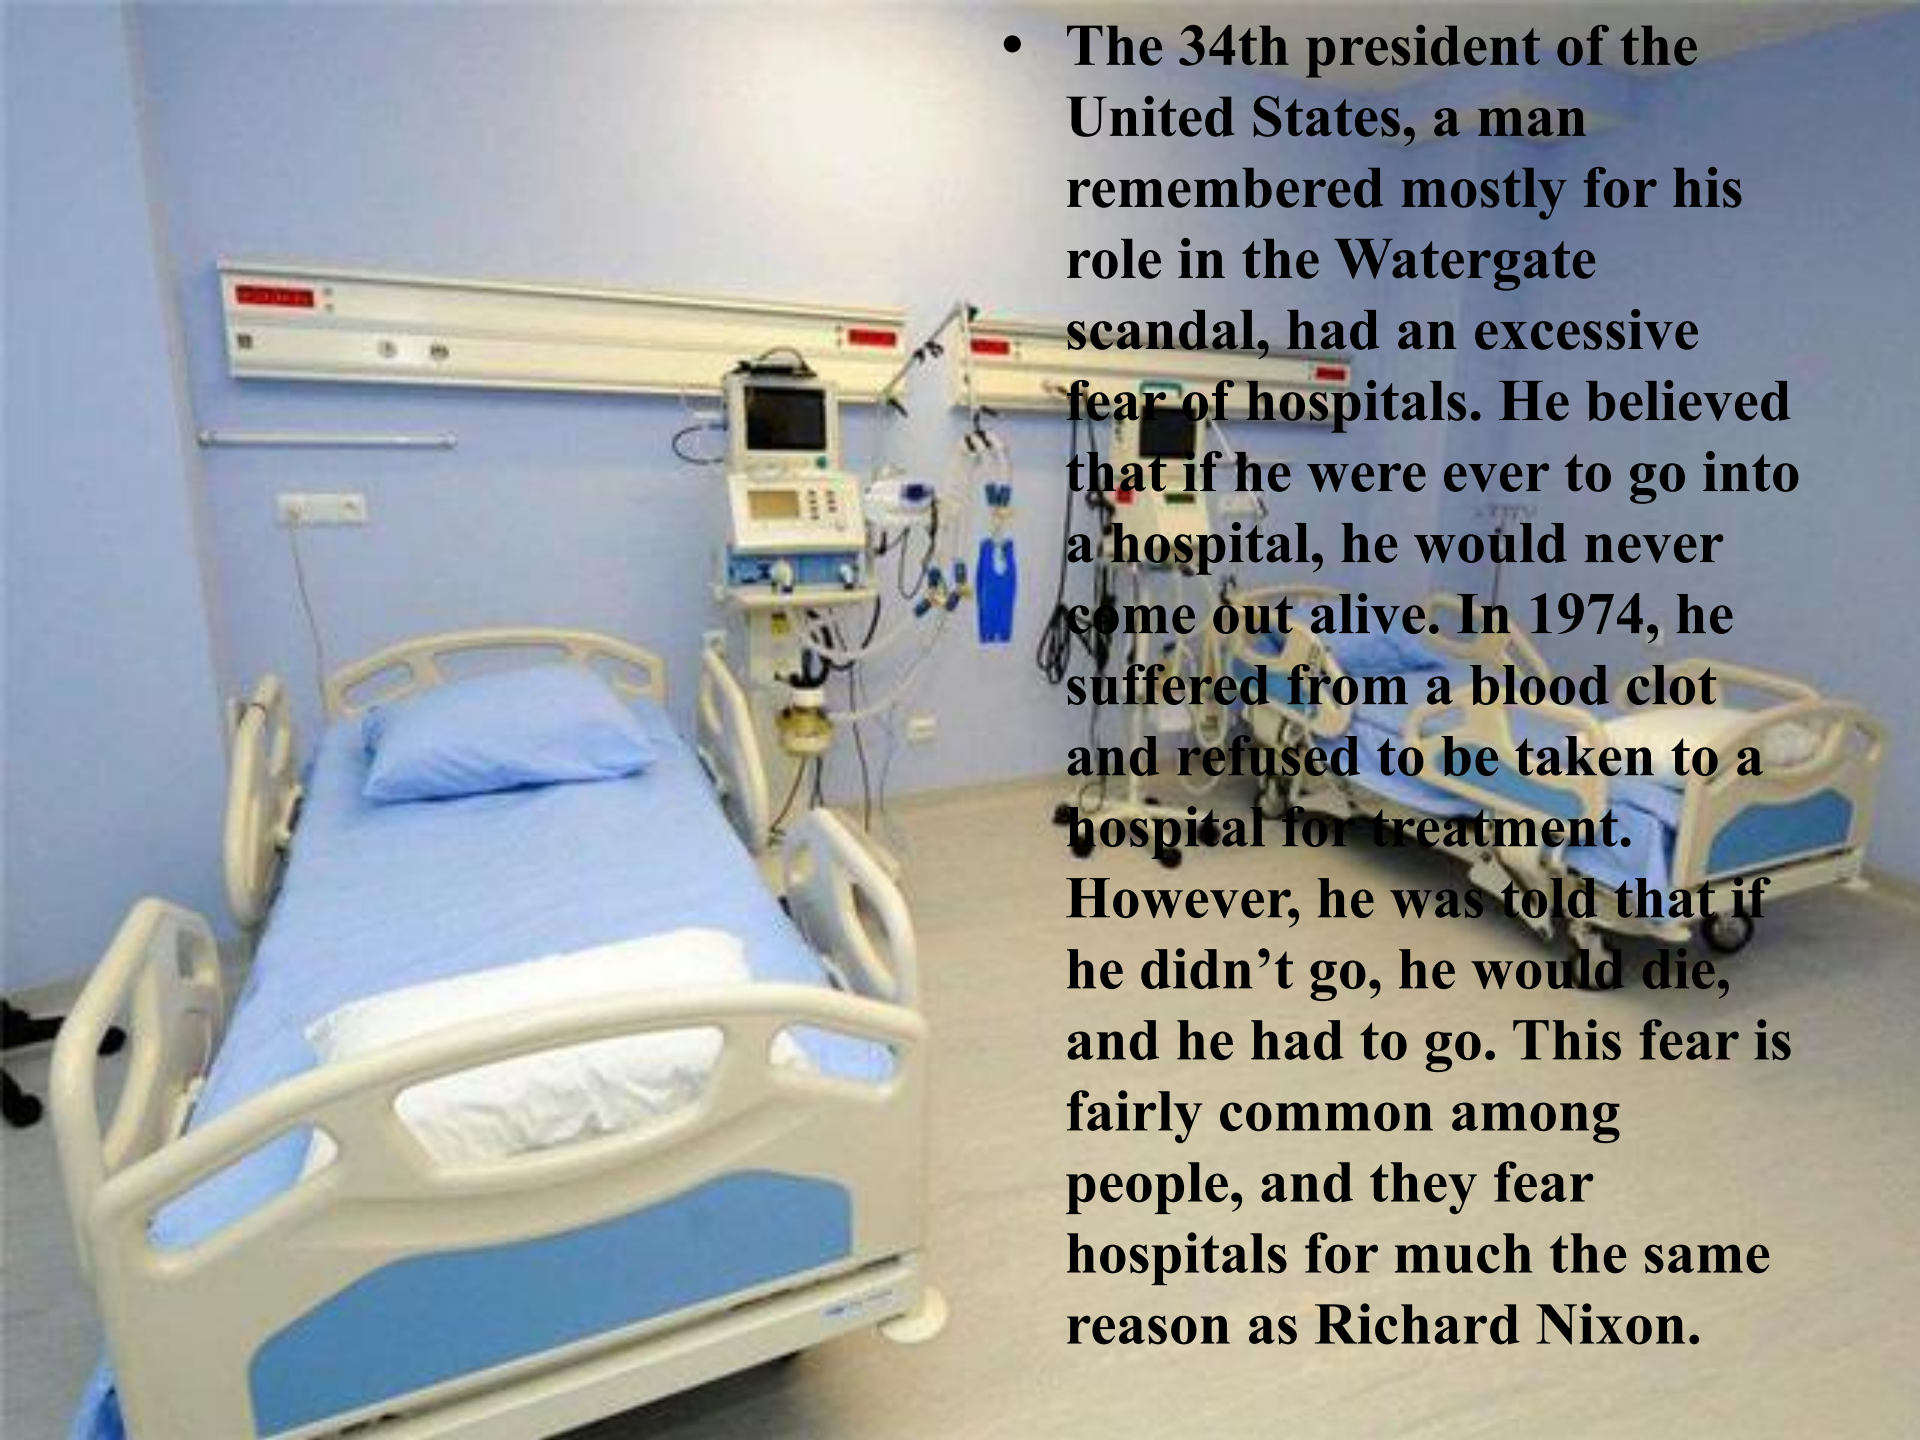 • The 34th president of the
United States, a man
remembered mostly for his
role in the Watergate
scandal, had an excessive
fear of hospitals. He believed
that if he were ever to go into
a hospital, he would never
come out alive. In 1974, he
suffered from a blood clot
and refused to be taken to a
hospital for treatment.
However, he was told that if
he didn’t go, he would die,
and he had to go. This fear is
fairly common among
people, and they fear
hospitals for much the same
reason as Richard Nixon.